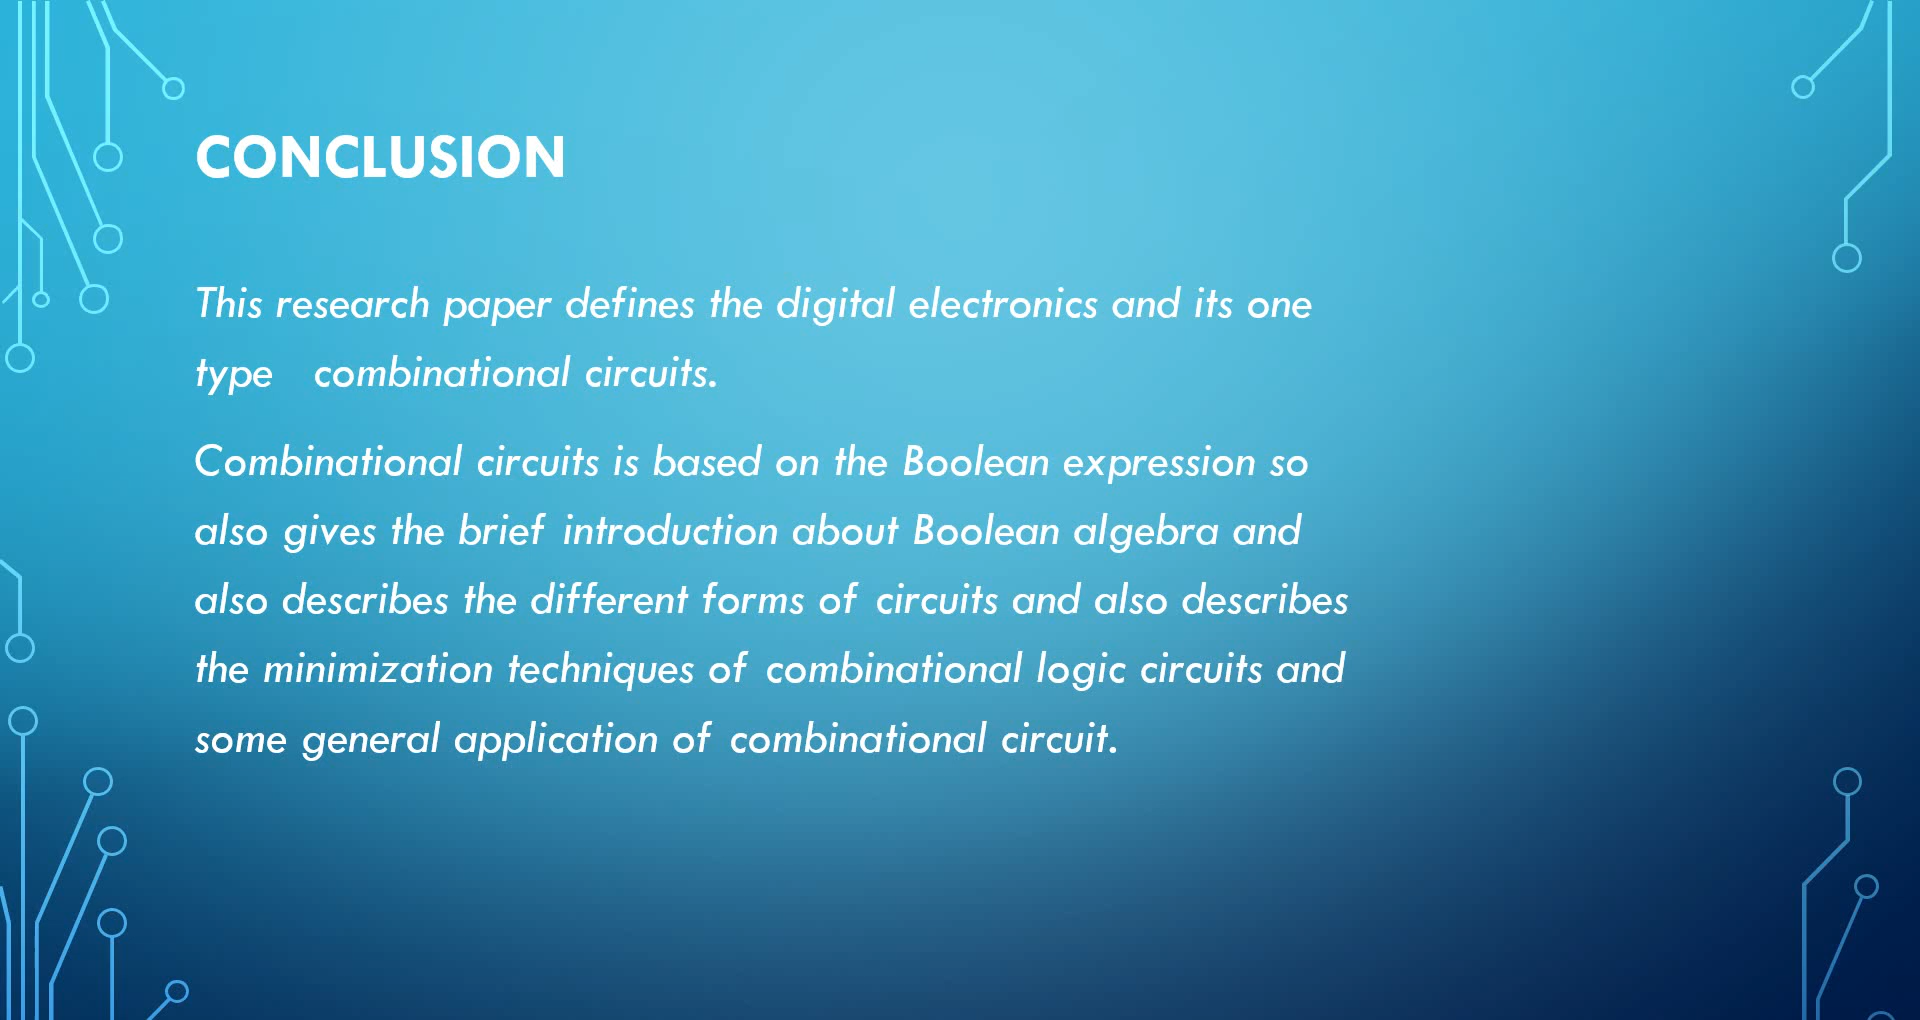 CONCLUSION
This research paper defines the digital electronics and its one
type combinational circuits.
Combinational circuits is based on the Boolean expression so
also gives the brief introduction about Boolean algebra and
also describes the different forms of circuits and also describes
the minimization techniques of combinational logic circuits and
some general application of combinational circuit.